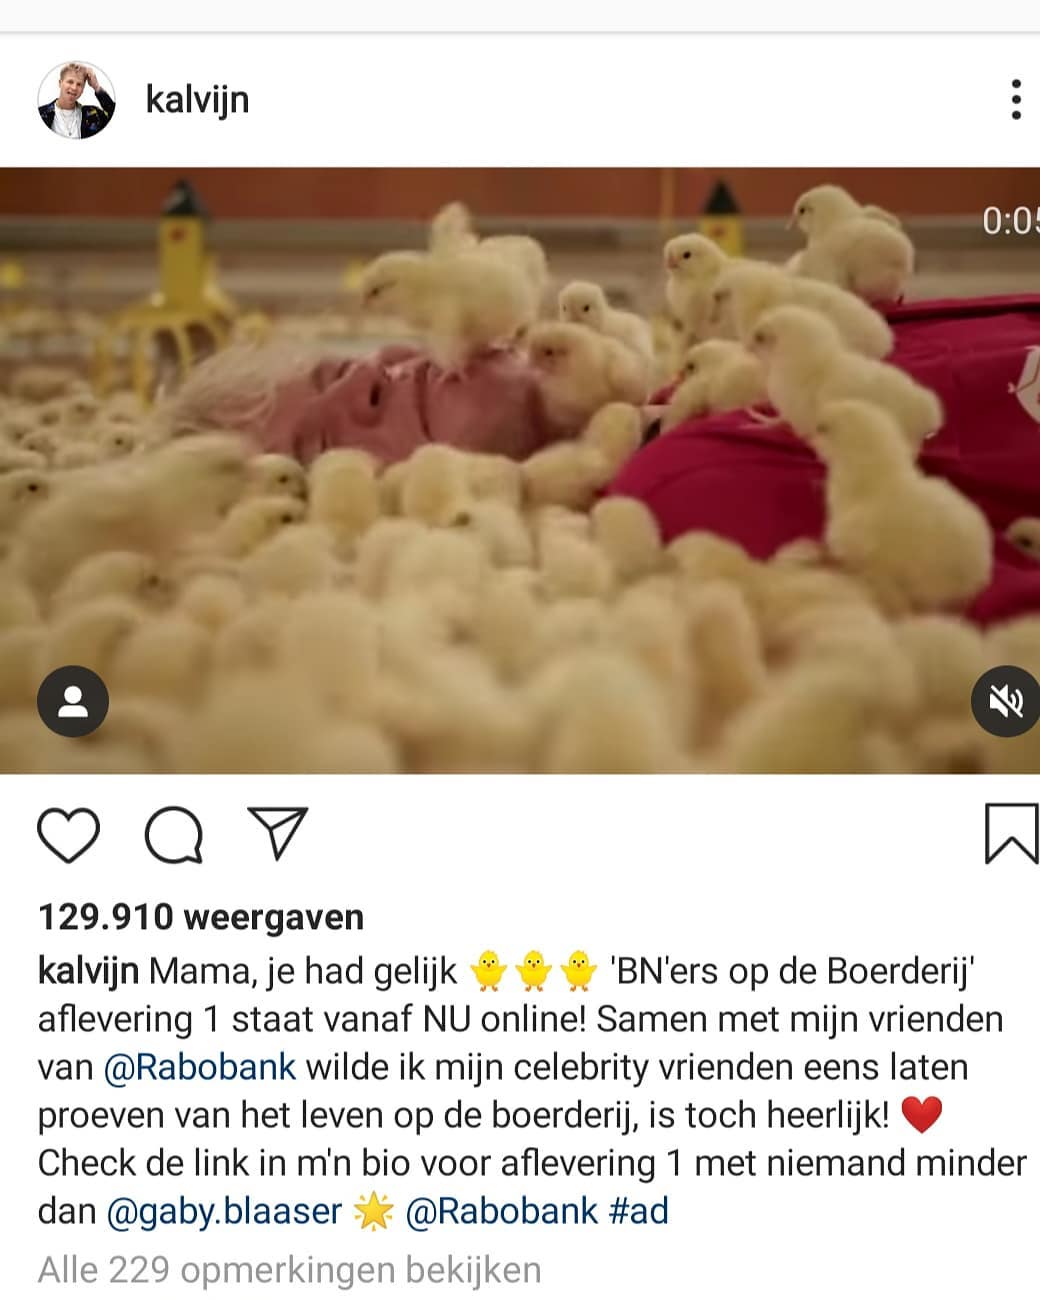 kalvijn
0:05
129.910 weergaven
kalvijn Mama, je had gelijk 🐥🐥🐥 'BN'ers op de Boerderij'
aflevering 1 staat vanaf NU online! Samen met mijn vrienden
van @Rabobank wilde ik mijn celebrity vrienden eens laten
proeven van het leven op de boerderij, is toch heerlijk! ❤️
Check de link in m'n bio voor aflevering 1 met niemand minder
dan @gaby.blaaser 🌟 @Rabobank #ad
Alle 229 opmerkingen bekijken